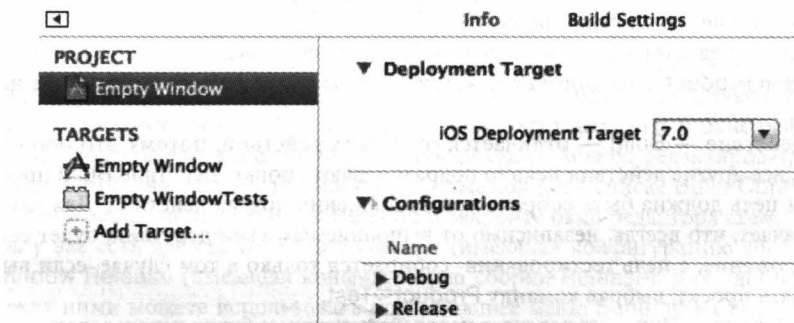 Info Build Settings
PROJECT
Empty Window
TARGETS
Empty Window
Empty WindowTests
Add Target...
Deployment Target
iOS Deployment Target 7.0
Configurations
Name
Debug
Release